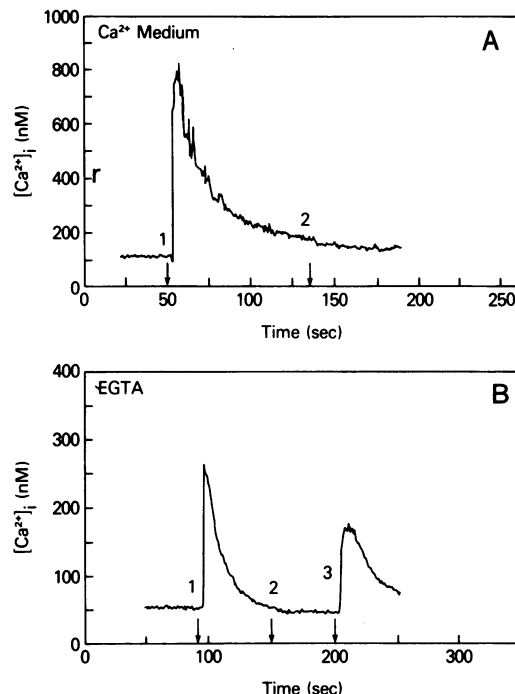 Ca²⁺ Medium
A
1000
800
600
400
200
0
[Ca²⁺]ᵢ (nM)
r
1
2
0 50 100 150 200 250
Time (sec)
EGTA
B
400
300
200
100
0
[Ca²⁺]ᵢ (nM)
1
2
3
0 100 200 300
Time (sec)